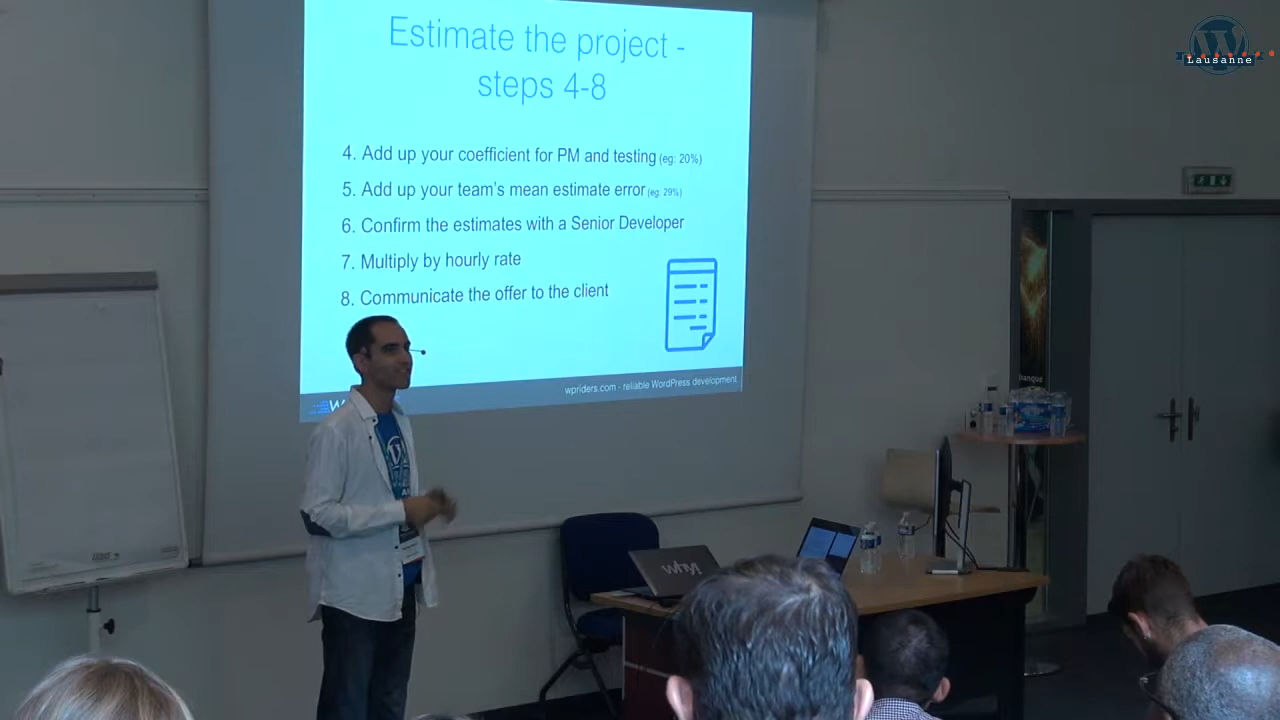 Estimate the project -
steps 4-8
4. Add up your coefficient for PM and testing (eg: 20%)
5. Add up your team's mean estimate error (eg. 29%)
6. Confirm the estimates with a Senior Developer
7. Multiply by hourly rate
8. Communicate the offer to the client
wpriders.com - reliable WordPress development
W
Lausanne
why!
banque